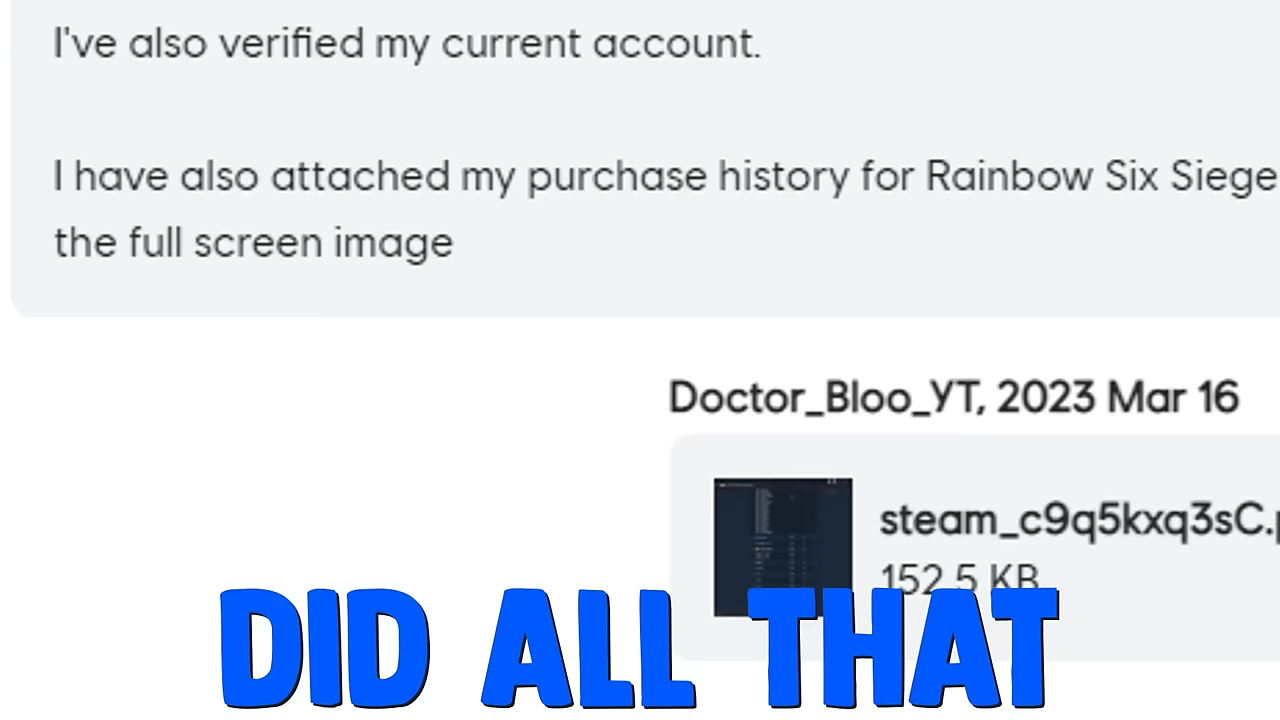 I've also verified my current account.
I have also attached my purchase history for Rainbow Six Siege
the full screen image
Doctor_Bloo_YT, 2023 Mar 16
steam_c9q5kxq3sC.p
152.5 KB
DID ALL THAT